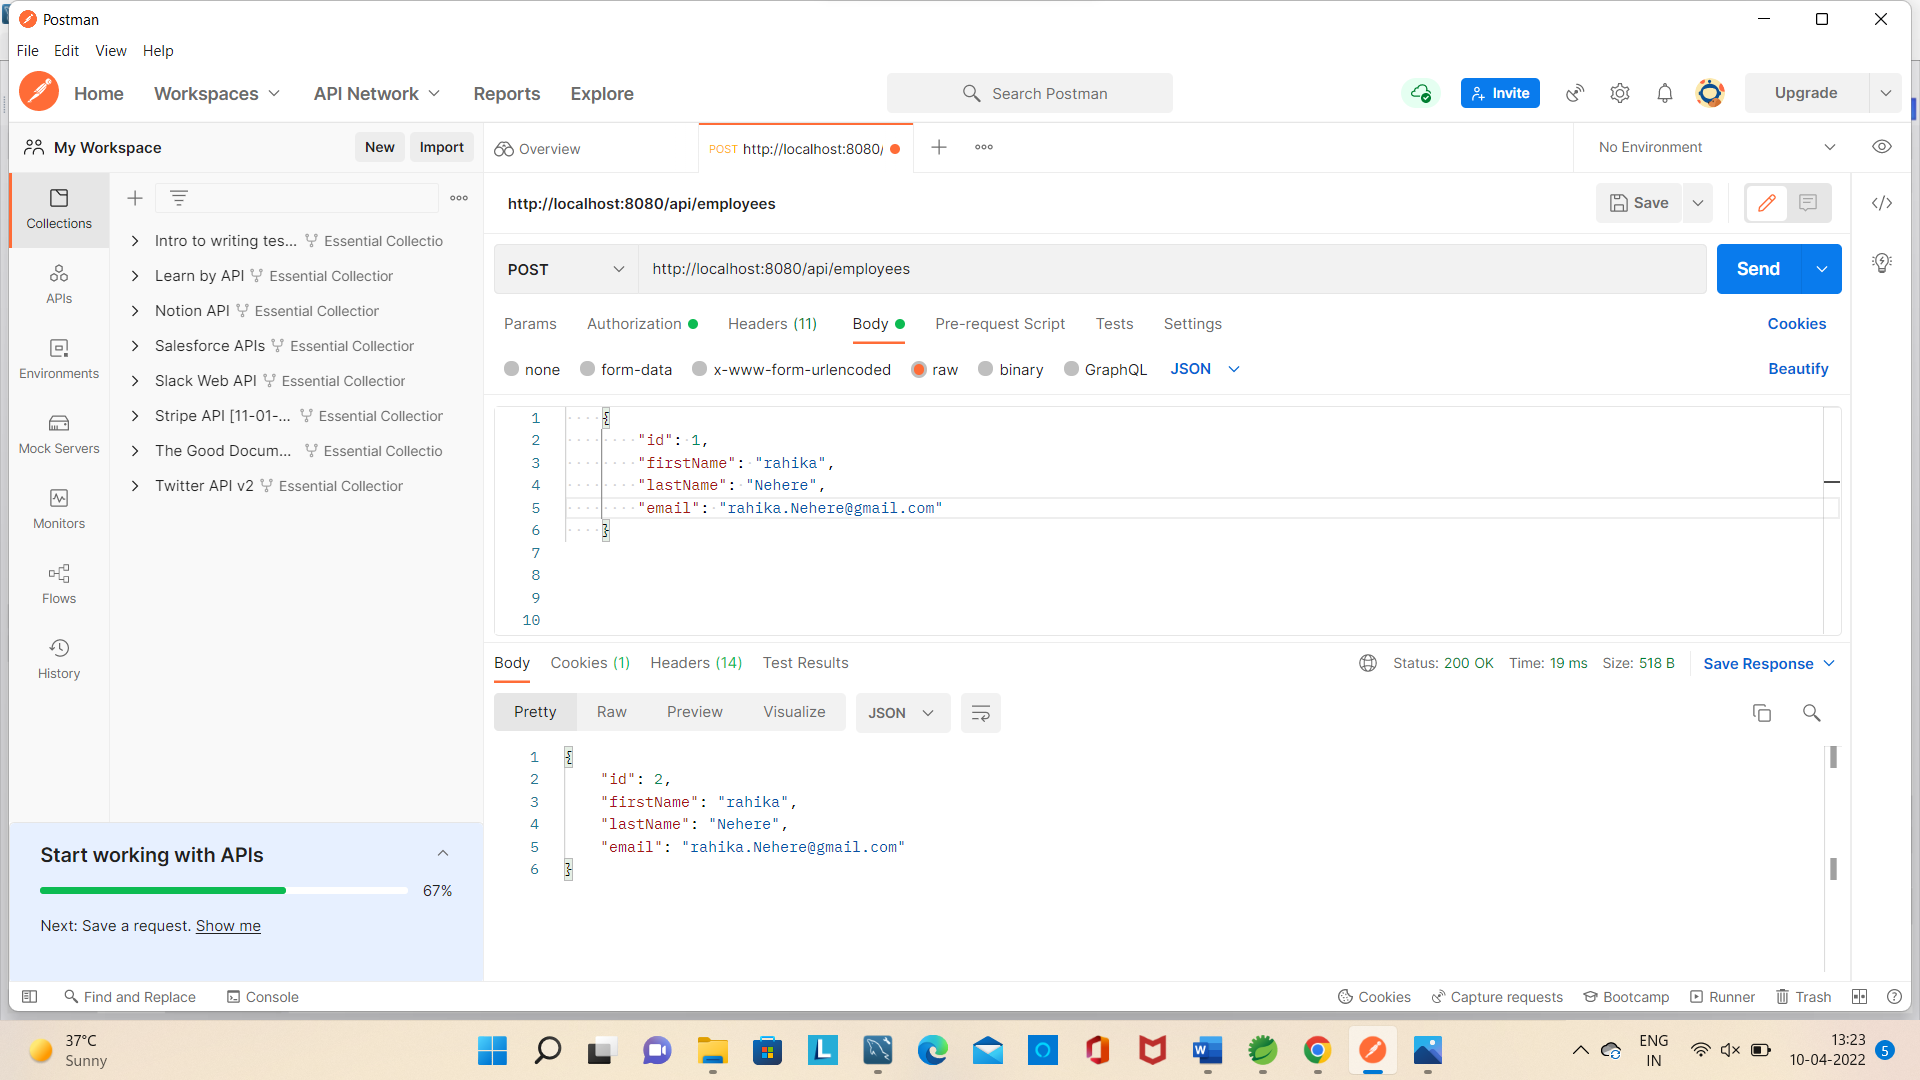 Postman
File Edit View Help
Home Workspaces API Network Reports Explore
Search Postman
Invite
Upgrade
My Workspace
New Import
Overview
POST http://localhost:8080/
No Environment
Collections
APIs
Environments
Mock Servers
Monitors
Flows
History
Intro to writing tes... Essential Collectio
Learn by API Essential Collection
Notion API Essential Collection
Salesforce APIs Essential Collection
Slack Web API Essential Collection
Stripe API [11-01-... Essential Collection
The Good Docum... Essential Collectio
Twitter API v2 Essential Collection
Start working with APIs
67%
Next: Save a request. Show me
http://localhost:8080/api/employees
Save
POST http://localhost:8080/api/employees
Send
Params Authorization Headers (11) Body Pre-request Script Tests Settings
Cookies
none form-data x-www-form-urlencoded raw binary GraphQL JSON
Beautify
1 {
2 "id": 1,
3 "firstName": "rahika",
4 "lastName": "Nehere",
5 "email": "rahika.Nehere@gmail.com"
6 }
7
8
9
10
Body Cookies (1) Headers (14) Test Results
Status: 200 OK Time: 19 ms Size: 518 B Save Response
Pretty Raw Preview Visualize JSON
1 {
2 "id": 2,
3 "firstName": "rahika",
4 "lastName": "Nehere",
5 "email": "rahika.Nehere@gmail.com"
6 }
Find and Replace Console
Cookies Capture requests Bootcamp Runner Trash
37°C
Sunny
ENG
IN
13:23
10-04-2022
5